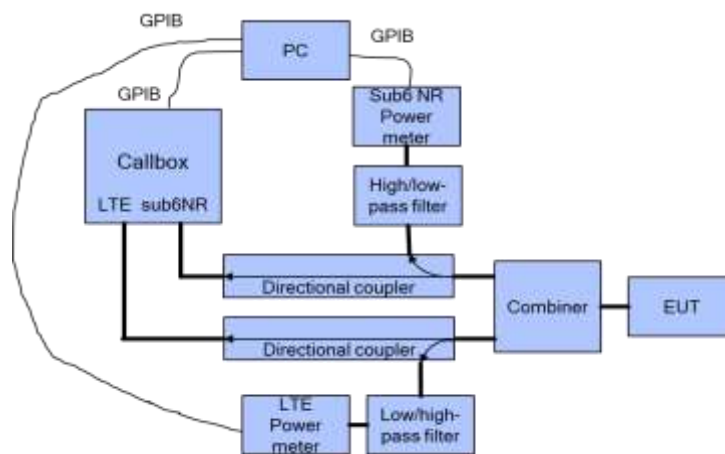 GPIB
PC
GPIB
GPIB
Sub6 NR
Power
meter
Callbox
LTE sub6NR
High/low-
pass filter
Directional coupler
Combiner
EUT
Directional coupler
LTE
Power
meter
Low/high-
pass filter